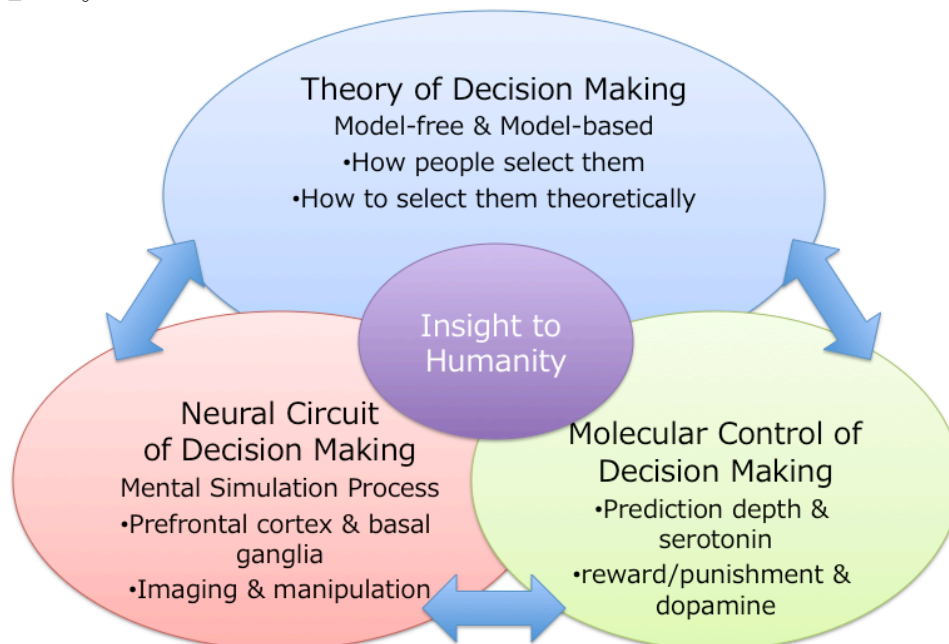 Theory of Decision Making
Model-free & Model-based
•How people select them
•How to select them theoretically
Insight to
Humanity
Neural Circuit
of Decision Making
Mental Simulation Process
•Prefrontal cortex & basal
ganglia
•Imaging & manipulation
Molecular Control of
Decision Making
•Prediction depth &
serotonin
•reward/punishment &
dopamine